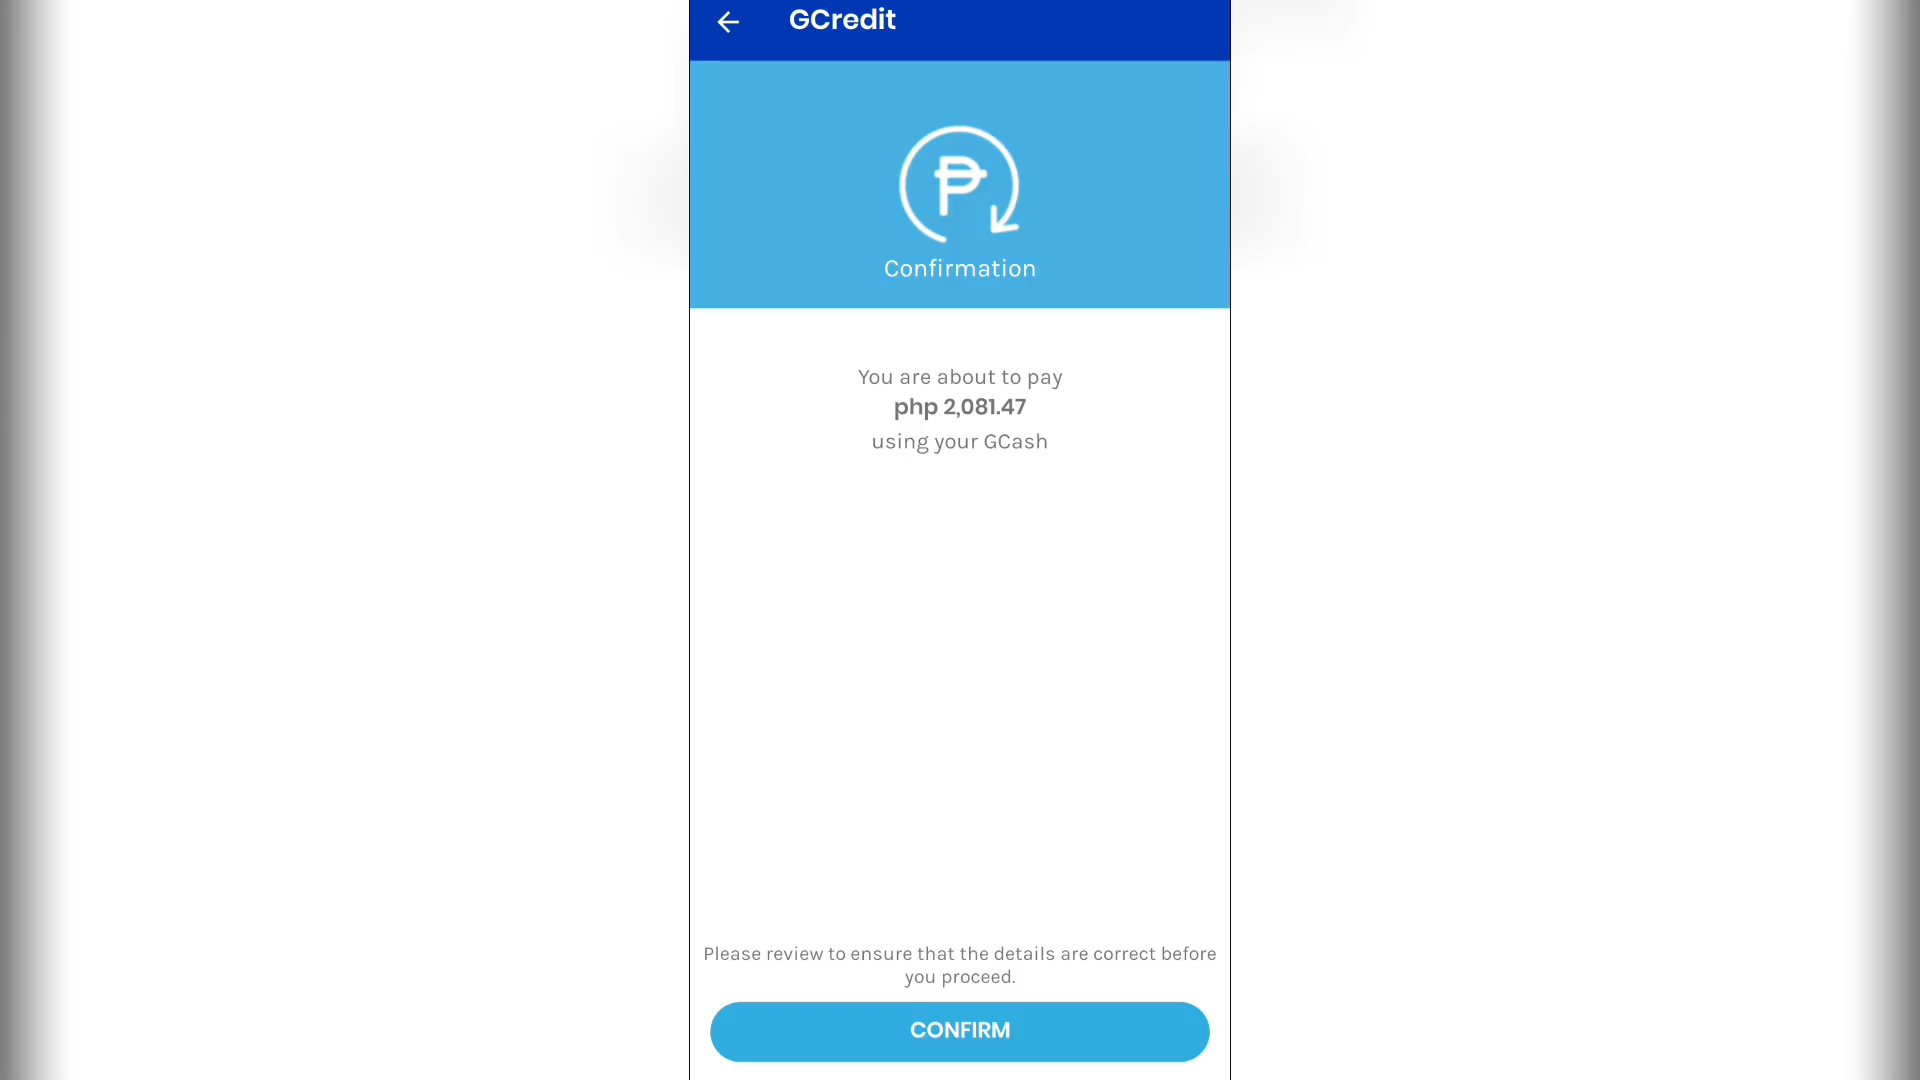 GCredit
Confirmation
You are about to pay
php 2,081.47
using your GCash
Please review to ensure that the details are correct before
you proceed.
CONFIRM